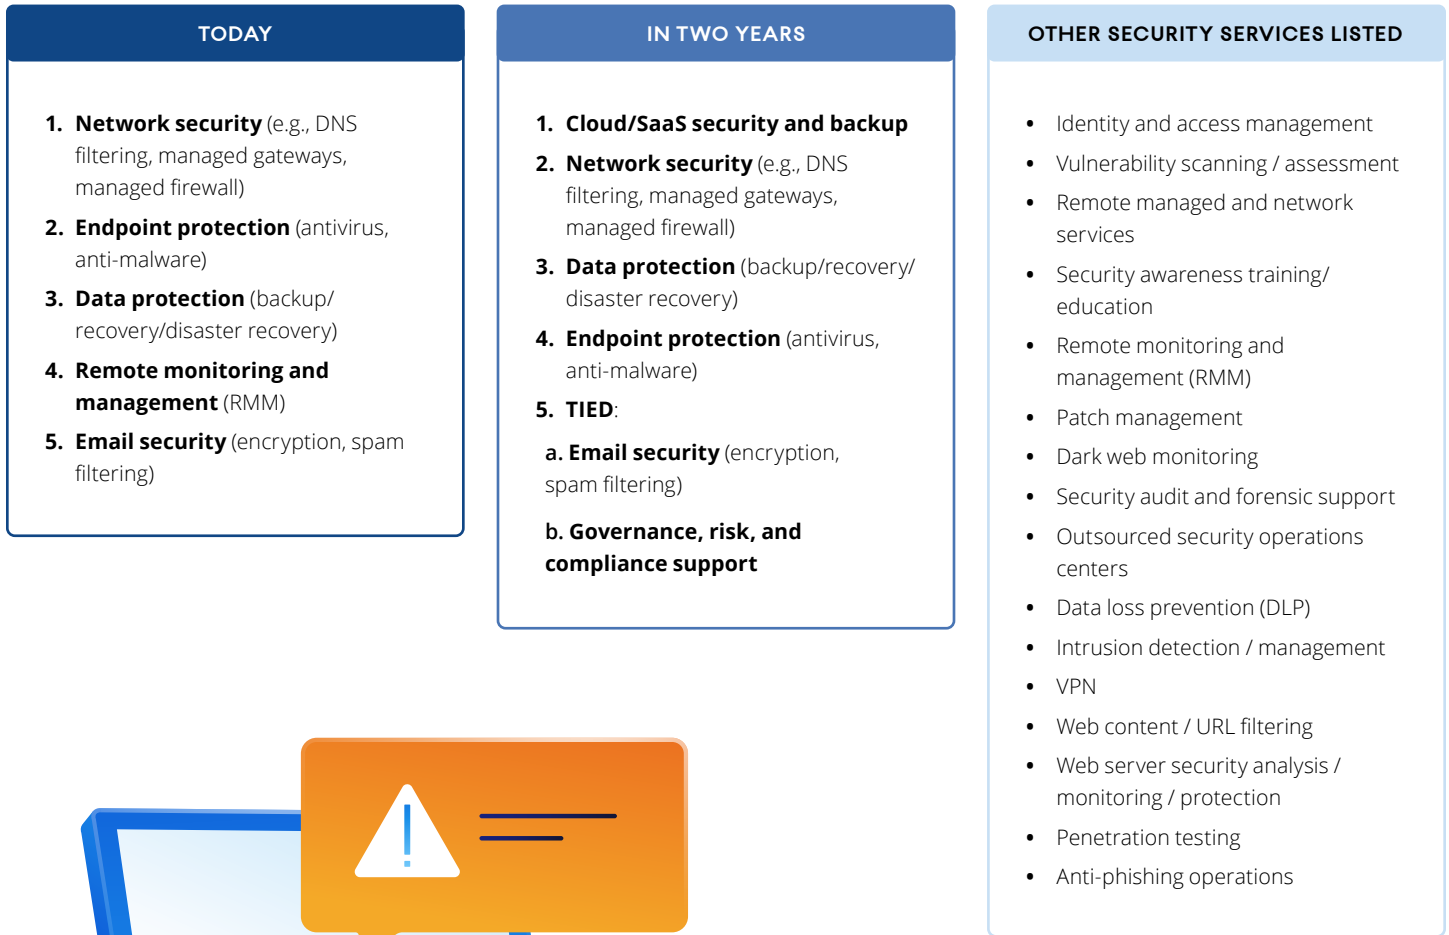 TODAY
1. Network security (e.g., DNS
filtering, managed gateways,
managed firewall)
2. Endpoint protection (antivirus,
anti-malware)
3. Data protection (backup/
recovery/disaster recovery)
4. Remote monitoring and
management (RMM)
5. Email security (encryption, spam
filtering)
IN TWO YEARS
1. Cloud/SaaS security and backup
2. Network security (e.g., DNS
filtering, managed gateways,
managed firewall)
3. Data protection (backup/recovery/
disaster recovery)
4. Endpoint protection (antivirus,
anti-malware)
5. TIED:
a. Email security (encryption,
spam filtering)
b. Governance, risk, and
compliance support
OTHER SECURITY SERVICES LISTED
• Identity and access management
• Vulnerability scanning / assessment
• Remote managed and network
services
• Security awareness training/
education
• Remote monitoring and
management (RMM)
• Patch management
• Dark web monitoring
• Security audit and forensic support
• Outsourced security operations
centers
• Data loss prevention (DLP)
• Intrusion detection / management
• VPN
• Web content / URL filtering
• Web server security analysis /
monitoring / protection
• Penetration testing
• Anti-phishing operations